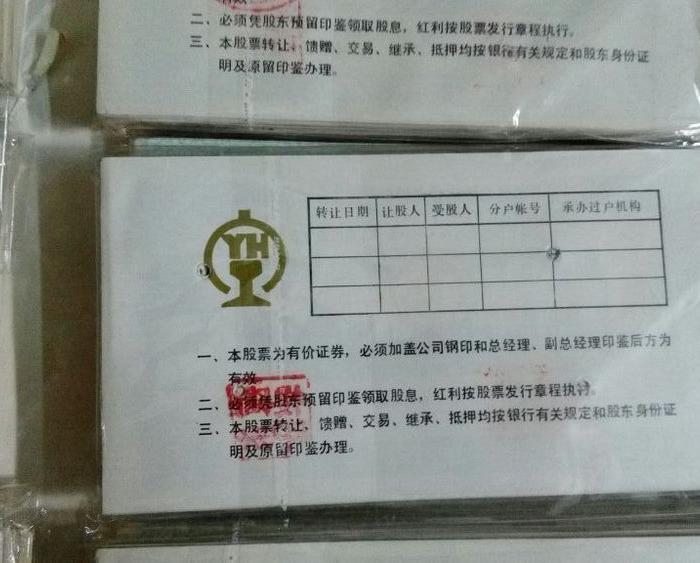 有效。
二、必须凭股东预留印鉴领取股息，红利按股票发行章程执行。
三、本股票转让、馈赠、交易、继承、抵押均按银行有关规定和股东身份证
明及原留印鉴办理。
YH
转让日期 让股人 受股人 分户帐号 承办过户机构
一、本股票为有价证券，必须加盖公司钢印和总经理、副总经理印鉴后方为
有效。
二、必须凭股东预留印鉴领取股息，红利按股票发行章程执行。
三、本股票转让、馈赠、交易、继承、抵押均按银行有关规定和股东身份证
明及原留印鉴办理。